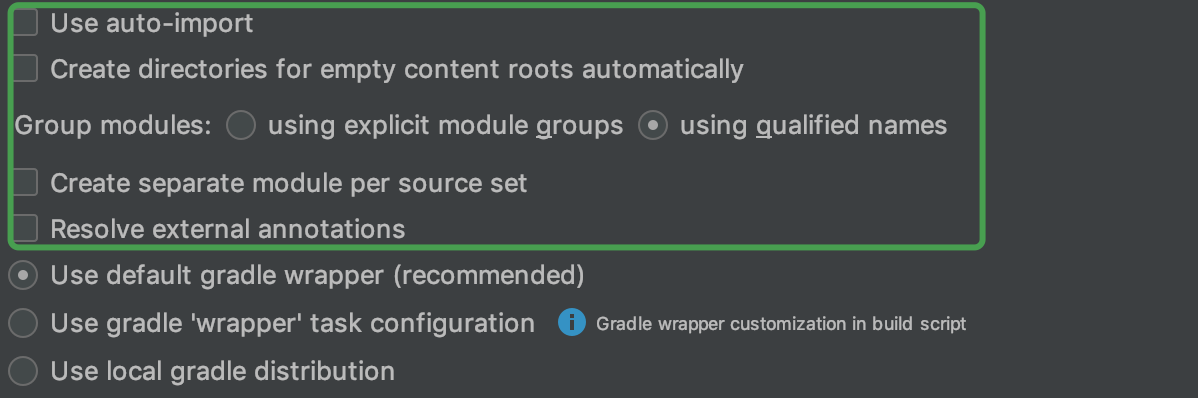 Use auto-import
Create directories for empty content roots automatically
Group modules: using explicit module groups using qualified names
Create separate module per source set
Resolve external annotations
Use default gradle wrapper (recommended)
Use gradle 'wrapper' task configuration Gradle wrapper customization in build script
Use local gradle distribution